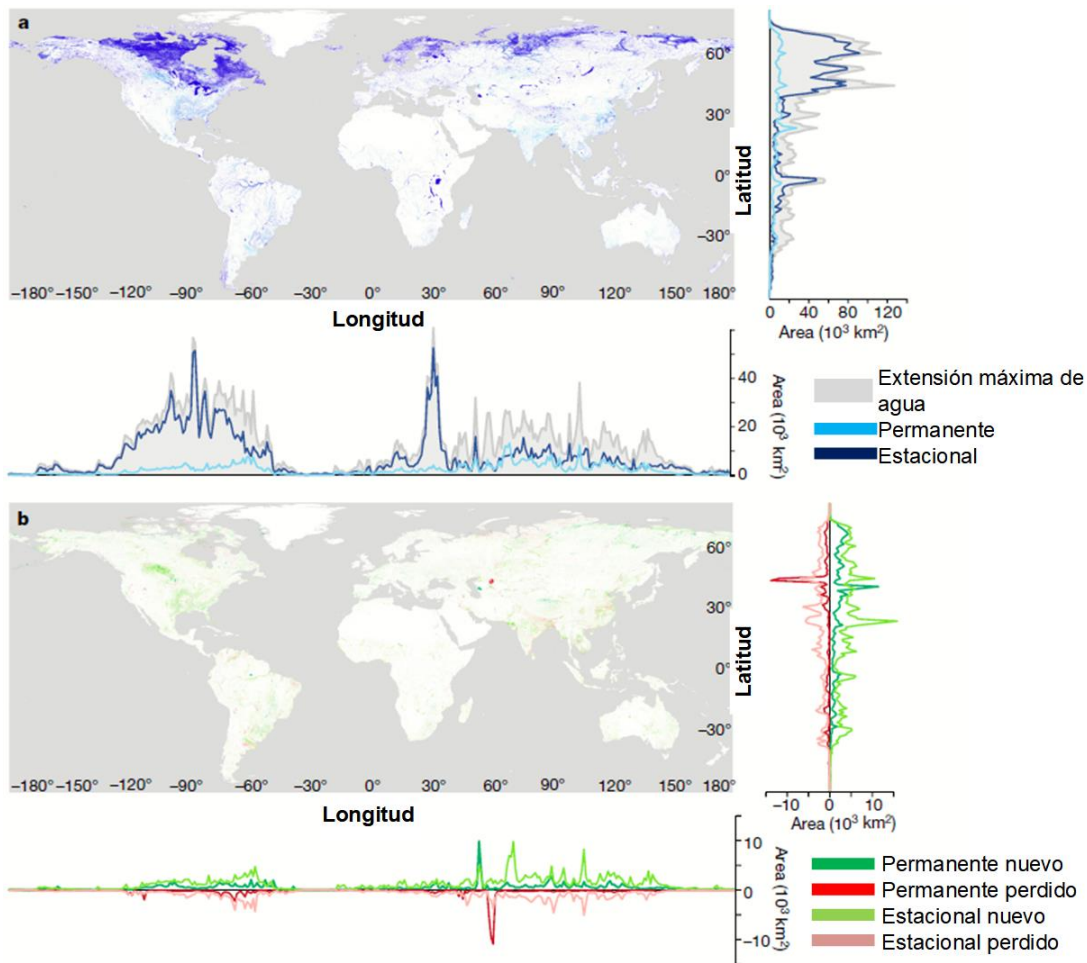 a
60°
30°
0°
−30°
Latitud
−180° −150° −120° −90° −60° −30° 0° 30° 60° 90° 120° 150° 180°
Longitud
0 40 80 120
Area (10³ km²)
40
20
0
Area (10³ km²)
Extensión máxima de
agua
Permanente
Estacional
b
60°
30°
0°
−30°
Latitud
−180° −150° −120° −90° −60° −30° 0° 30° 60° 90° 120° 150° 180°
Longitud
−10 0 10
Area (10³ km²)
10
0
−10
Area (10³ km²)
Permanente nuevo
Permanente perdido
Estacional nuevo
Estacional perdido